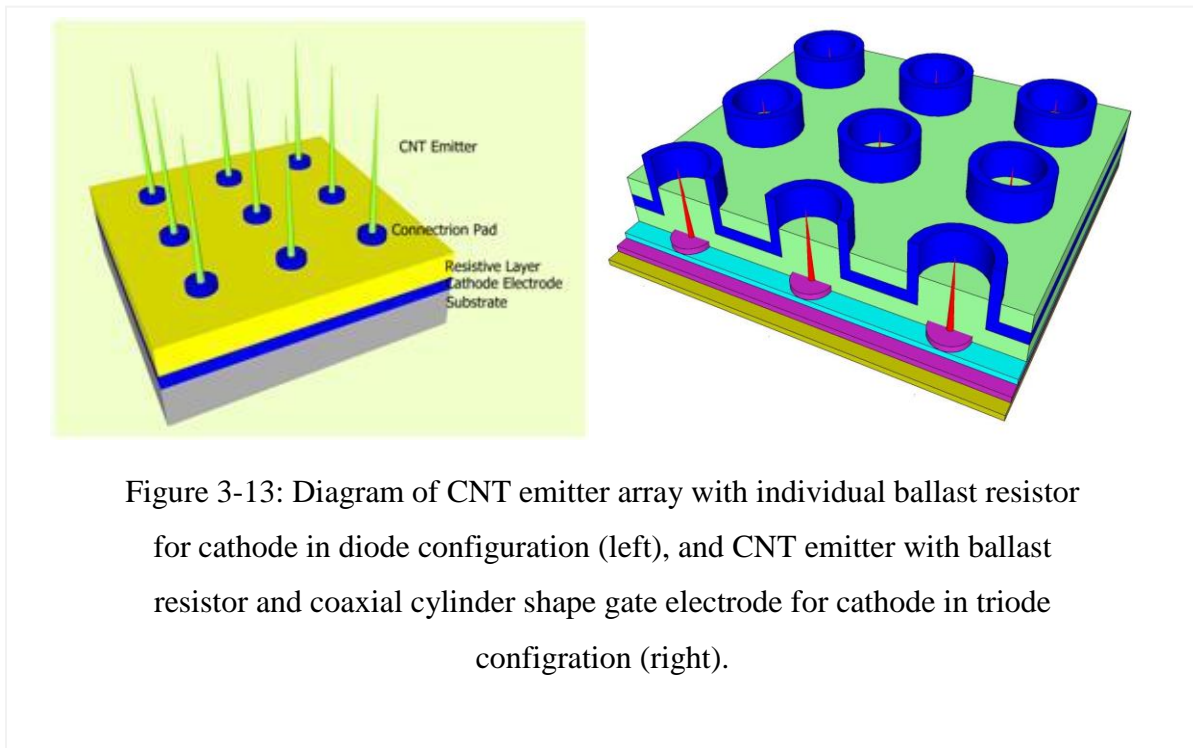 CNT Emitter
Connectrion Pad
Resistive Layer
Cathode Electrode
Substrate
Figure 3-13: Diagram of CNT emitter array with individual ballast resistor
for cathode in diode configuration (left), and CNT emitter with ballast
resistor and coaxial cylinder shape gate electrode for cathode in triode
configration (right).